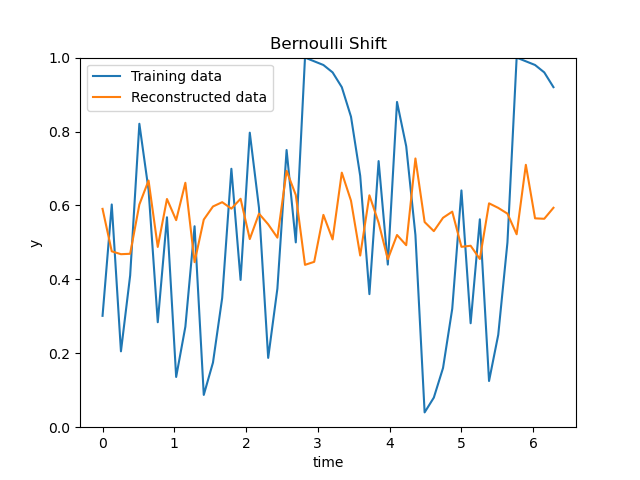 Bernoulli Shift
Training data
Reconstructed data
1.0
0.8
0.6
0.4
0.2
0.0
y
0 1 2 3 4 5 6
time